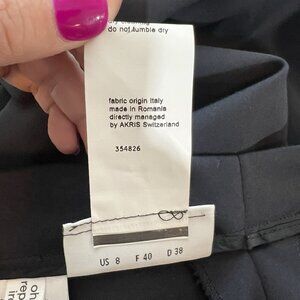 do not tumble dry
fabric origin Italy
made in Romania
directly managed
by AKRIS Switzerland
354826
US 8 F 40 D 38